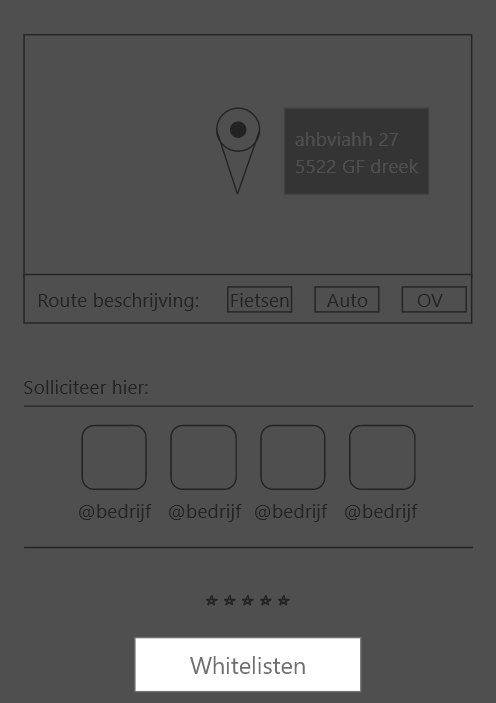 ahbviahh 27
5522 GF dreek
Route beschrijving: Fietsen Auto OV
Solliciteer hier:
@bedrijf @bedrijf @bedrijf @bedrijf
Whitelisten